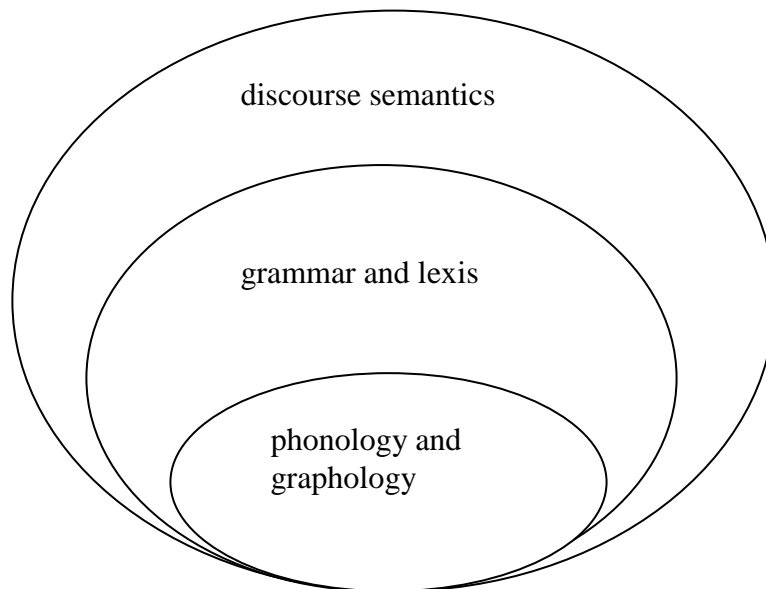 discourse semantics
grammar and lexis
phonology and
graphology